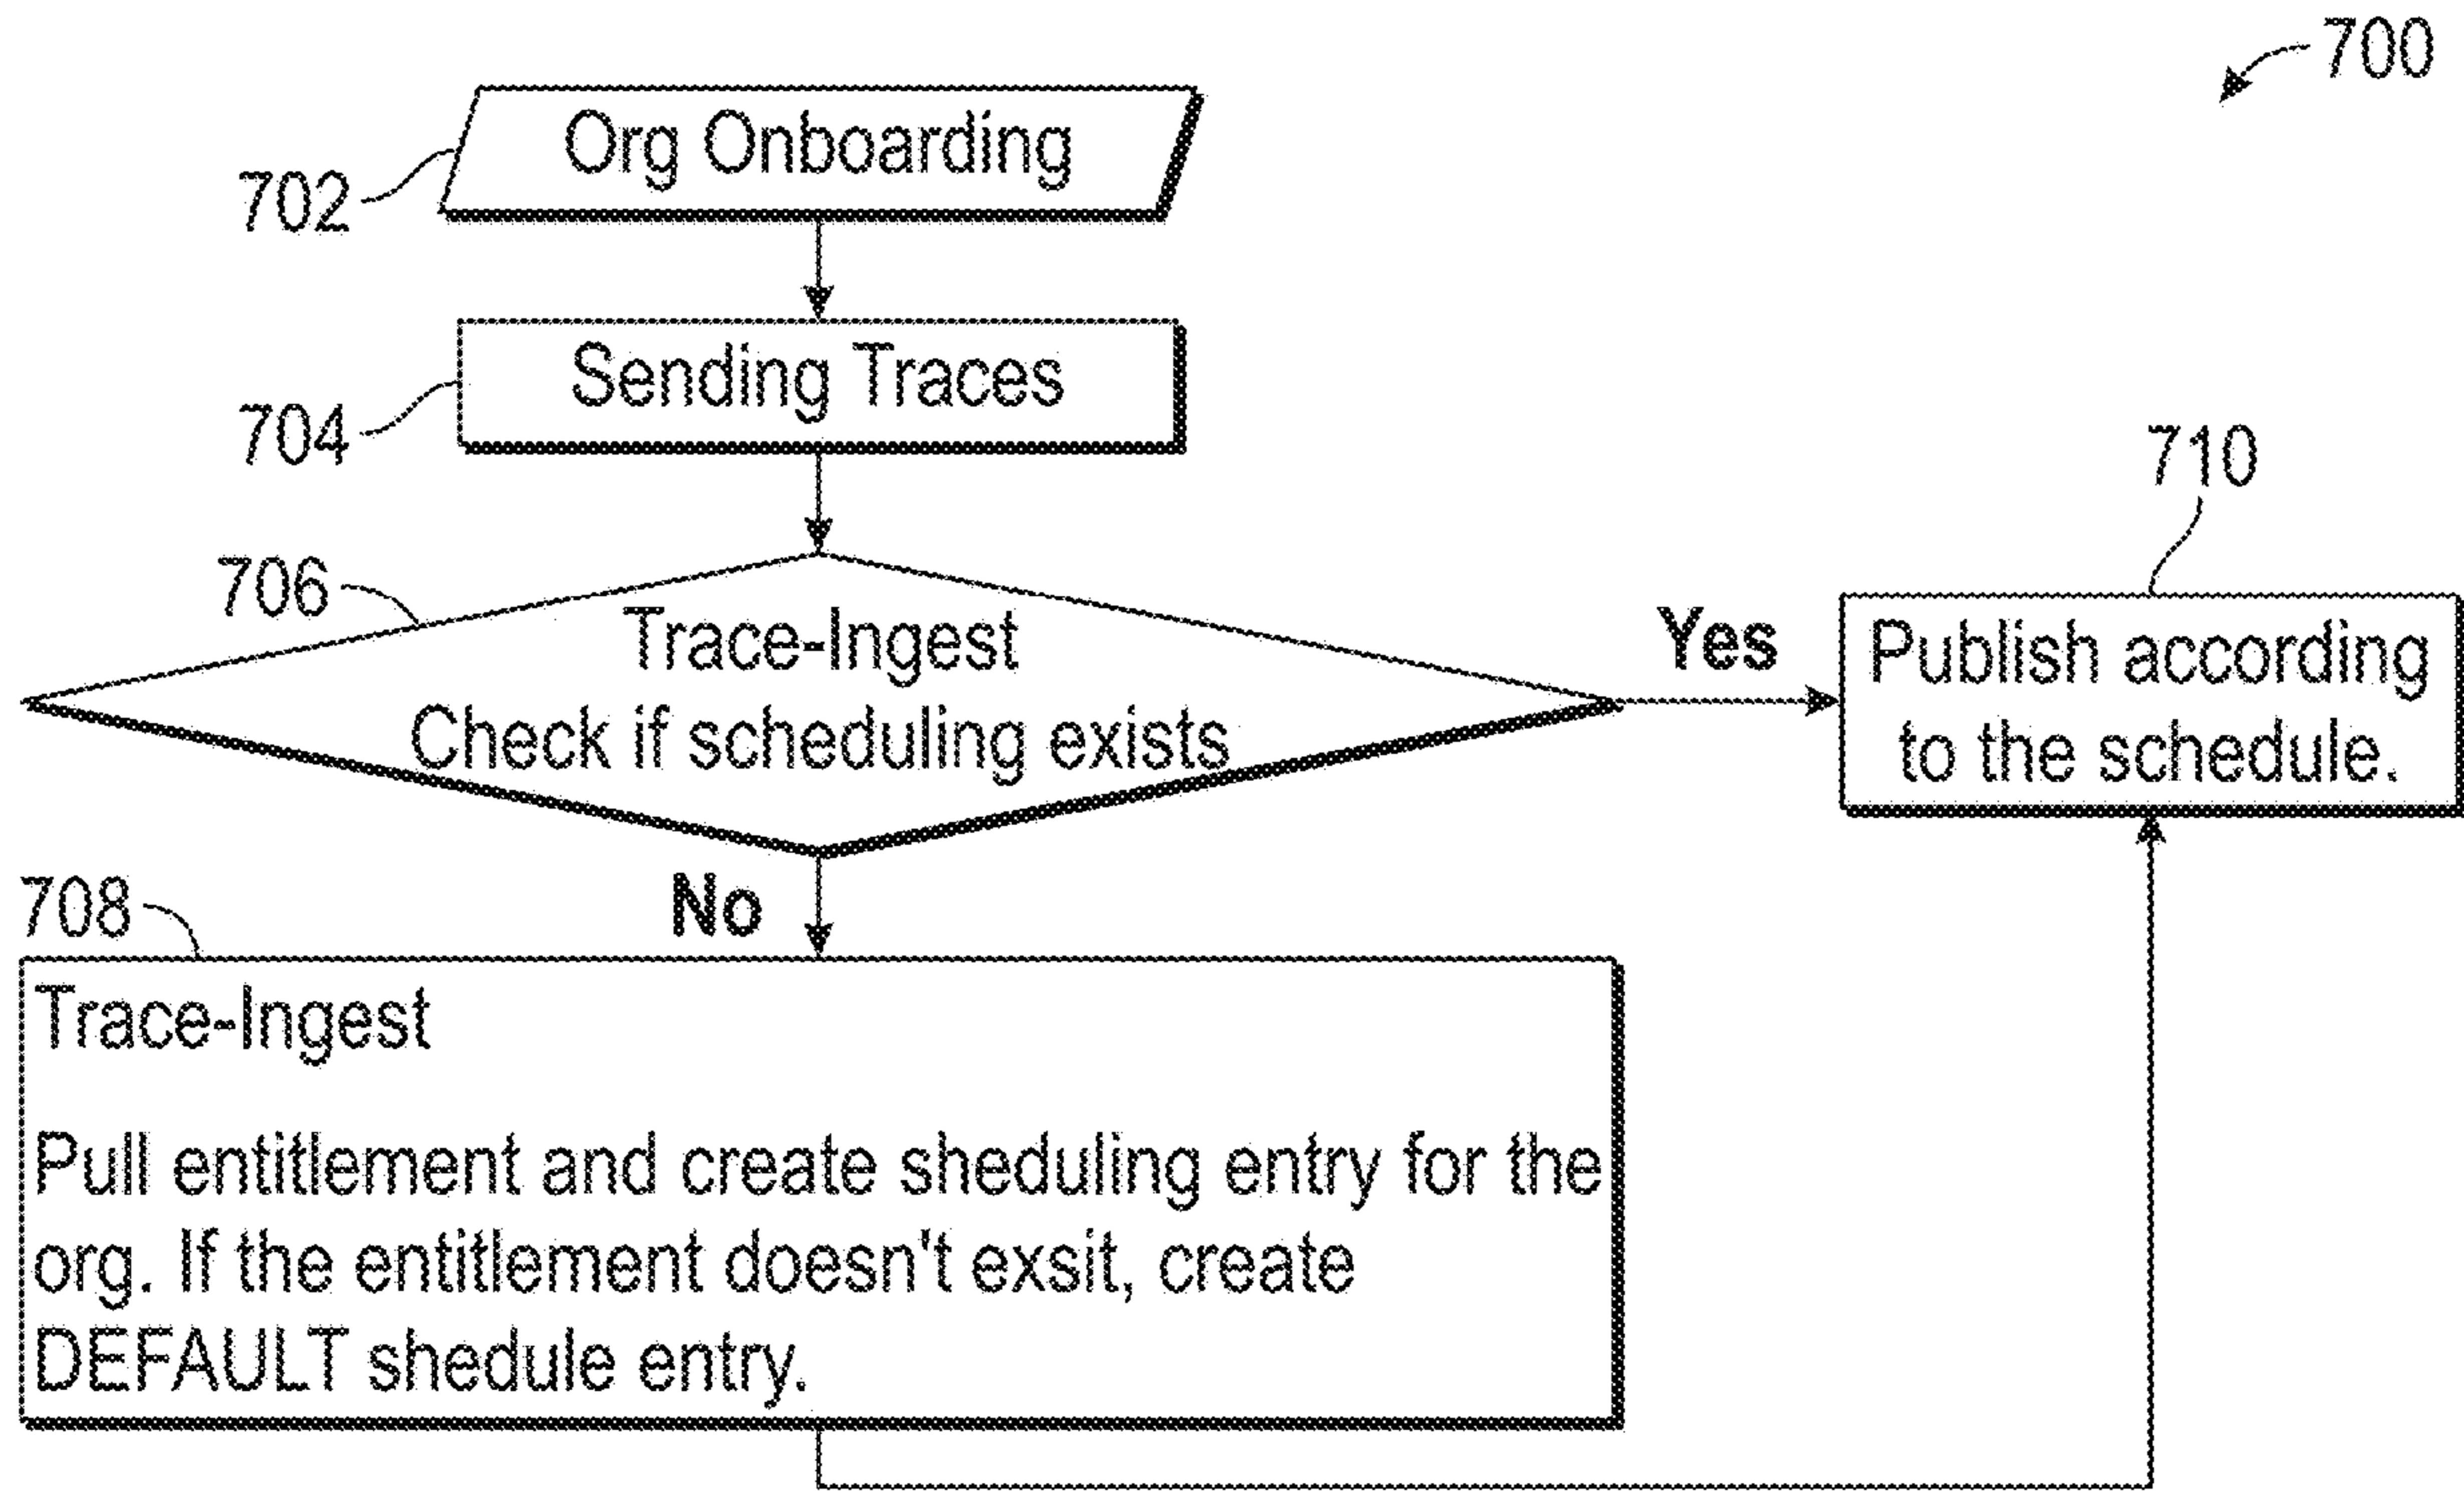 700
Org Onboarding
702
Sending Traces
704
710
706
Trace-Ingest
Check if scheduling exists
Yes
Publish according
to the schedule.
No
708
Trace-Ingest
Pull entitlement and create sheduling entry for the
org. If the entitlement doesn't exsit, create
DEFAULT shedule entry.